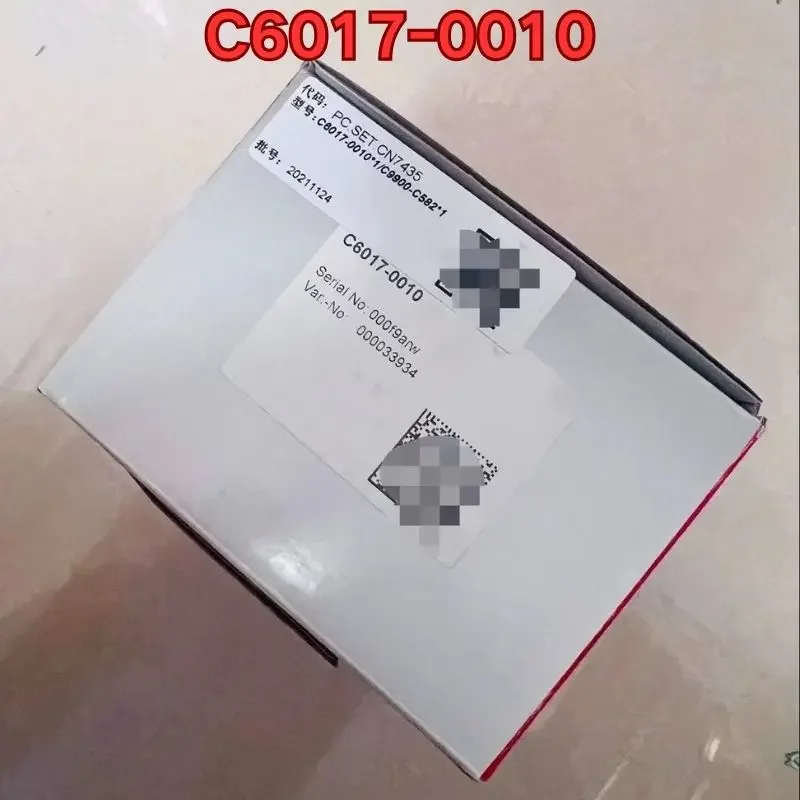 C6017-0010
代码：PC.SET.CN7435
型号：C6017-0010*1/C9900-C582*1
批号：20211124
C6017-0010
Serial No: 000f9arw
Var.-No: 000033934